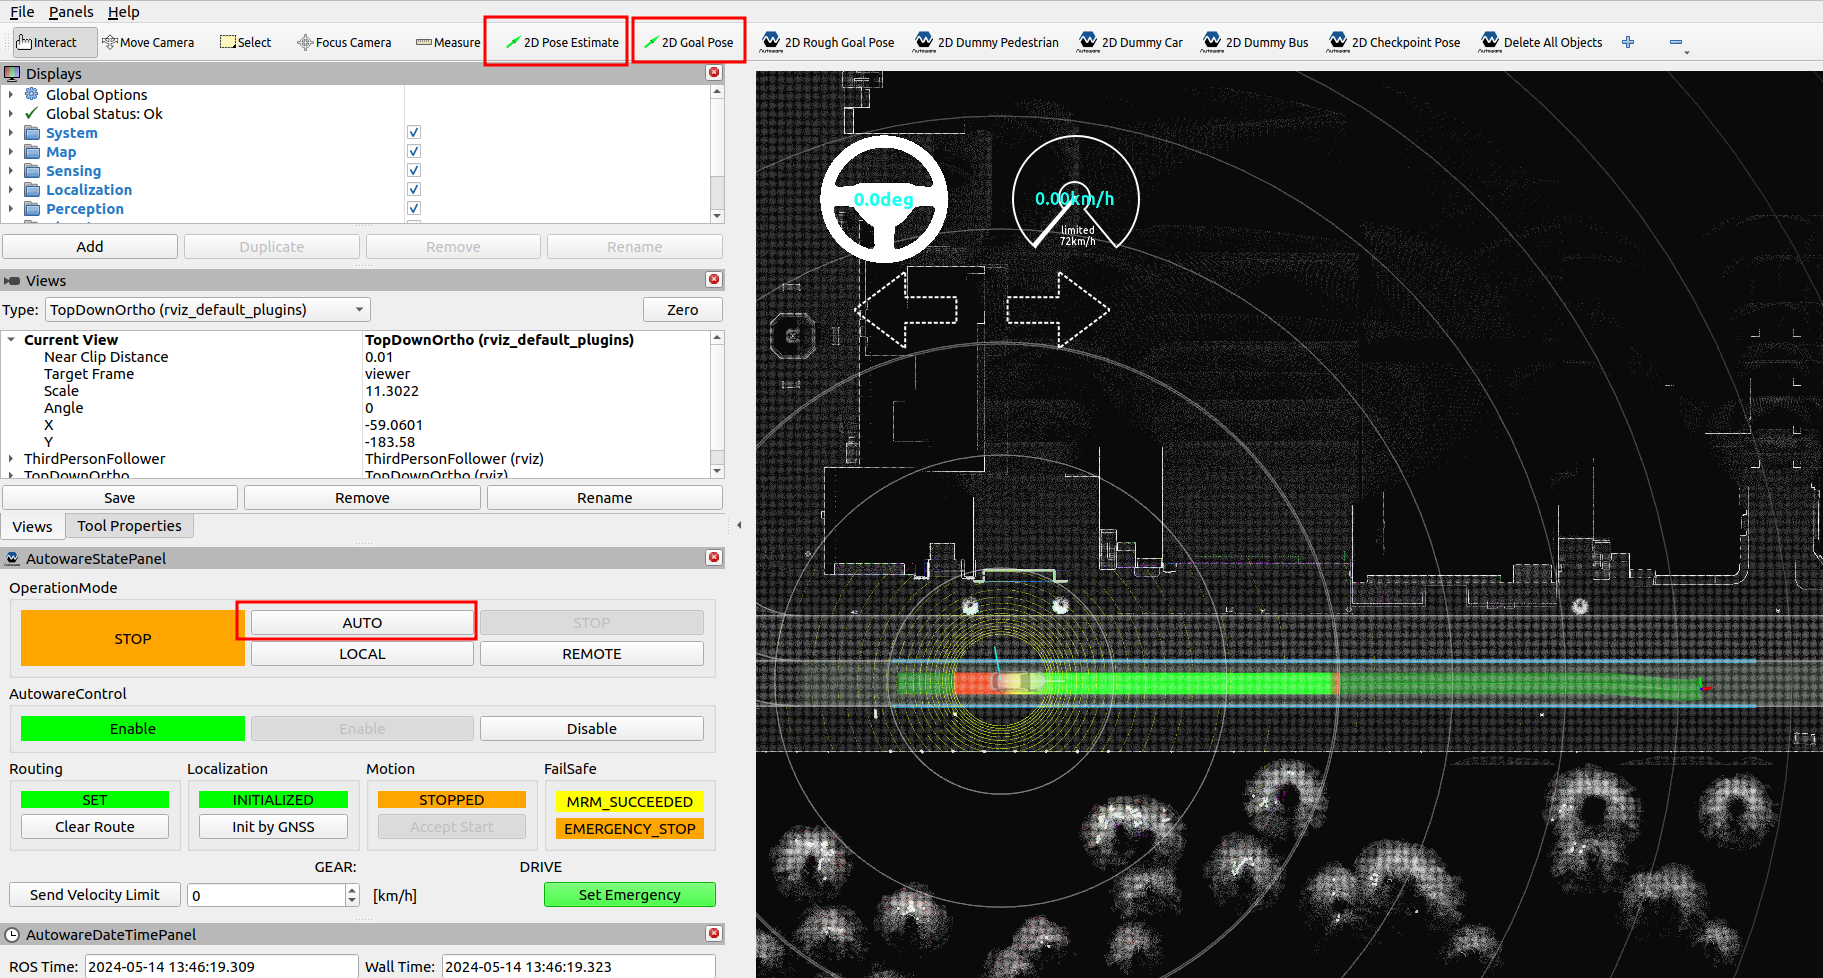 File Panels Help
Interact Move Camera Select Focus Camera Measure 2D Pose Estimate 2D Goal Pose 2D Rough Goal Pose 2D Dummy Pedestrian 2D Dummy Car 2D Dummy Bus 2D Checkpoint Pose Delete All Objects
Displays
Global Options
Global Status: Ok
System
Map
Sensing
Localization
Perception
Add Duplicate Remove Rename
Views
Type: TopDownOrtho (rviz_default_plugins) Zero
Current View TopDownOrtho (rviz_default_plugins)
Near Clip Distance 0.01
Target Frame viewer
Scale 11.3022
Angle 0
X -59.0601
Y -183.58
ThirdPersonFollower ThirdPersonFollower (rviz)
TopDownOrtho TopDownOrtho (rviz)
Save Remove Rename
Views Tool Properties
AutowareStatePanel
OperationMode
STOP AUTO STOP
LOCAL REMOTE
AutowareControl
Enable Enable Disable
Routing Localization Motion FailSafe
SET INITIALIZED STOPPED MRM_SUCCEEDED
Clear Route Init by GNSS Accept Start EMERGENCY_STOP
GEAR: DRIVE
Send Velocity Limit 0 [km/h] Set Emergency
AutowareDateTimePanel
ROS Time: 2024-05-14 13:46:19.309 Wall Time: 2024-05-14 13:46:19.323
0.0deg
0.00km/h
limited
72km/h